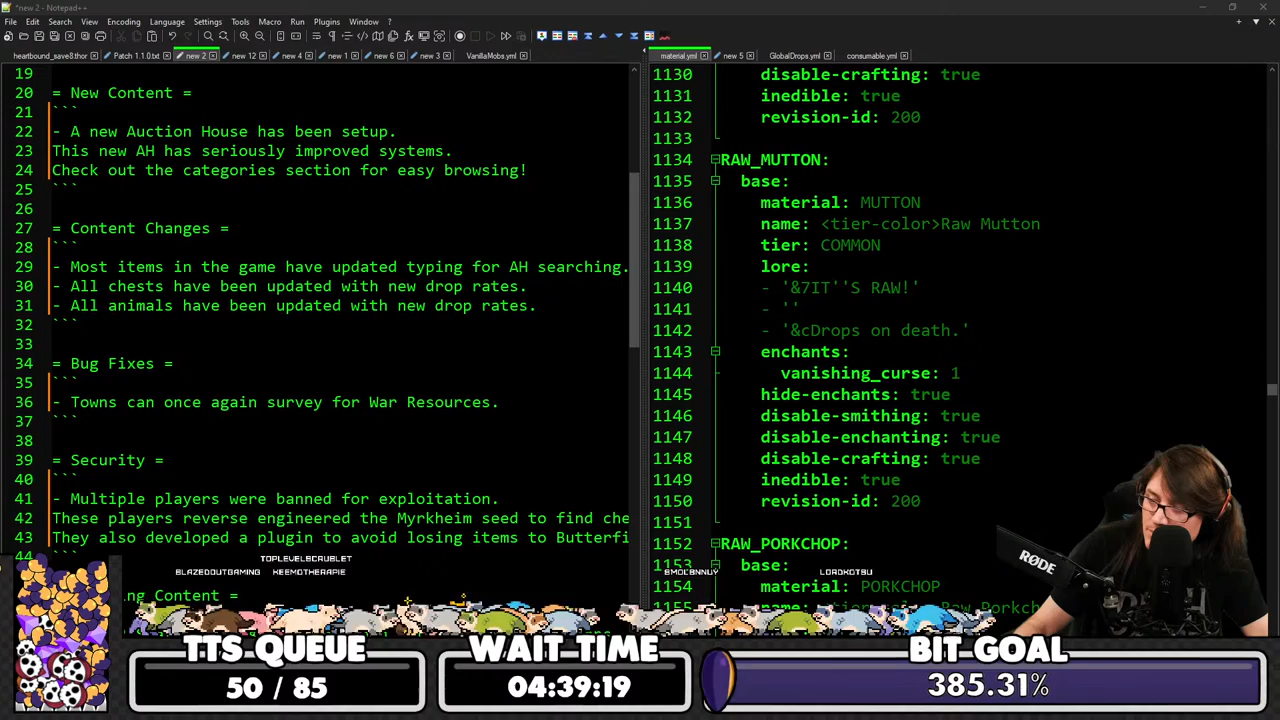 *new 2 - Notepad++
File Edit Search View Encoding Language Settings Tools Macro Run Plugins Window ?
heartbound_save8.thor Patch 1.1.0.txt new 2 new 12 new 4 new 1 new 6 new 3 VanillaMobs.yml
19
20 = New Content =
21 ```
22 - A new Auction House has been setup.
23 This new AH has seriously improved systems.
24 Check out the categories section for easy browsing!
25 ```
26
27 = Content Changes =
28 ```
29 - Most items in the game have updated typing for AH searching.
30 - All chests have been updated with new drop rates.
31 - All animals have been updated with new drop rates.
32 ```
33
34 = Bug Fixes =
35 ```
36 - Towns can once again survey for War Resources.
37 ```
38
39 = Security =
40 ```
41 - Multiple players were banned for exploitation.
42 These players reverse engineered the Myrkheim seed to find che
43 They also developed a plugin to avoid losing items to Butterfi
44 ```
ng Content =
material.yml new 5 GlobalDrops.yml consumable.yml
1130 disable-crafting: true
1131 inedible: true
1132 revision-id: 200
1133
1134 RAW_MUTTON:
1135 base:
1136 material: MUTTON
1137 name: <tier-color>Raw Mutton
1138 tier: COMMON
1139 lore:
1140 - '&7IT''S RAW!'
1141 - ''
1142 - '&cDrops on death.'
1143 enchants:
1144 vanishing_curse: 1
1145 hide-enchants: true
1146 disable-smithing: true
1147 disable-enchanting: true
1148 disable-crafting: true
1149 inedible: true
1150 revision-id: 200
1151
1152 RAW_PORKCHOP:
1153 base:
1154 material: PORKCHOP
1155 name: <tier-color>Raw Porkch
RØDE
TOPLEVELSCRUBLET
BLAZEDOUTGAMING KEEMOTHERAPIE
LORDKOTSU
TTS QUEUE
50 / 85
WAIT TIME
04:39:19
BIT GOAL
385.31%